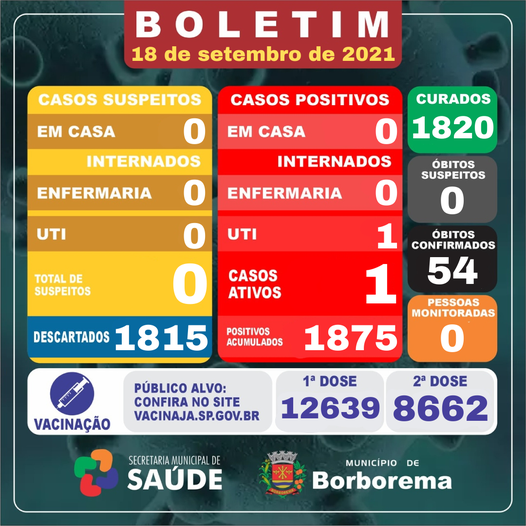 BOLETIM
18 de setembro de 2021
CASOS SUSPEITOS
EM CASA 0
INTERNADOS
ENFERMARIA 0
UTI 0
TOTAL DE
SUSPEITOS 0
DESCARTADOS 1815
CASOS POSITIVOS
EM CASA 0
INTERNADOS
ENFERMARIA 0
UTI 1
CASOS
ATIVOS 1
POSITIVOS
ACUMULADOS 1875
CURADOS
1820
ÓBITOS
SUSPEITOS
0
ÓBITOS
CONFIRMADOS
54
PESSOAS
MONITORADAS
0
VACINAÇÃO
PÚBLICO ALVO:
CONFIRA NO SITE
VACINAJA.SP.GOV.BR
1ª DOSE
12639
2ª DOSE
8662
SECRETARIA MUNICIPAL DE
SAÚDE
MUNICÍPIO DE
Borborema